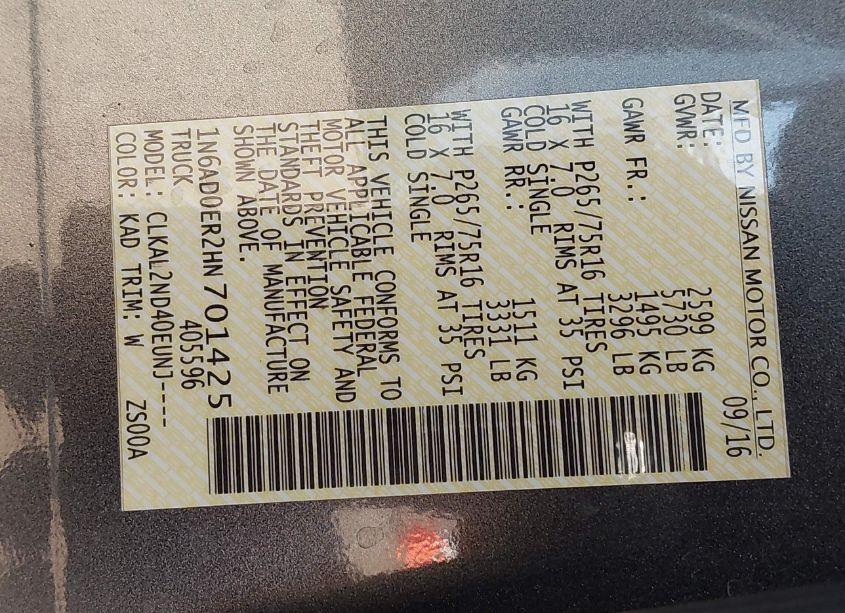 MFD BY NISSAN MOTOR CO., LTD.
DATE: 09/16
GVWR: 2599 KG
5730 LB
GAWR FR.: 1495 KG
3296 LB
WITH P265/75R16 TIRES
16 X 7.0 RIMS AT 35 PSI
COLD SINGLE
GAWR RR.: 1511 KG
3331 LB
WITH P265/75R16 TIRES
16 X 7.0 RIMS AT 35 PSI
COLD SINGLE
THIS VEHICLE CONFORMS TO
ALL APPLICABLE FEDERAL
MOTOR VEHICLE SAFETY AND
THEFT PREVENTION
STANDARDS IN EFFECT ON
THE DATE OF MANUFACTURE
SHOWN ABOVE.
1N6AD0ER2HN701425
TRUCK 405596
MODEL: CLKAL2ND40EUNJ----
COLOR: KAD TRIM: W ZS00A